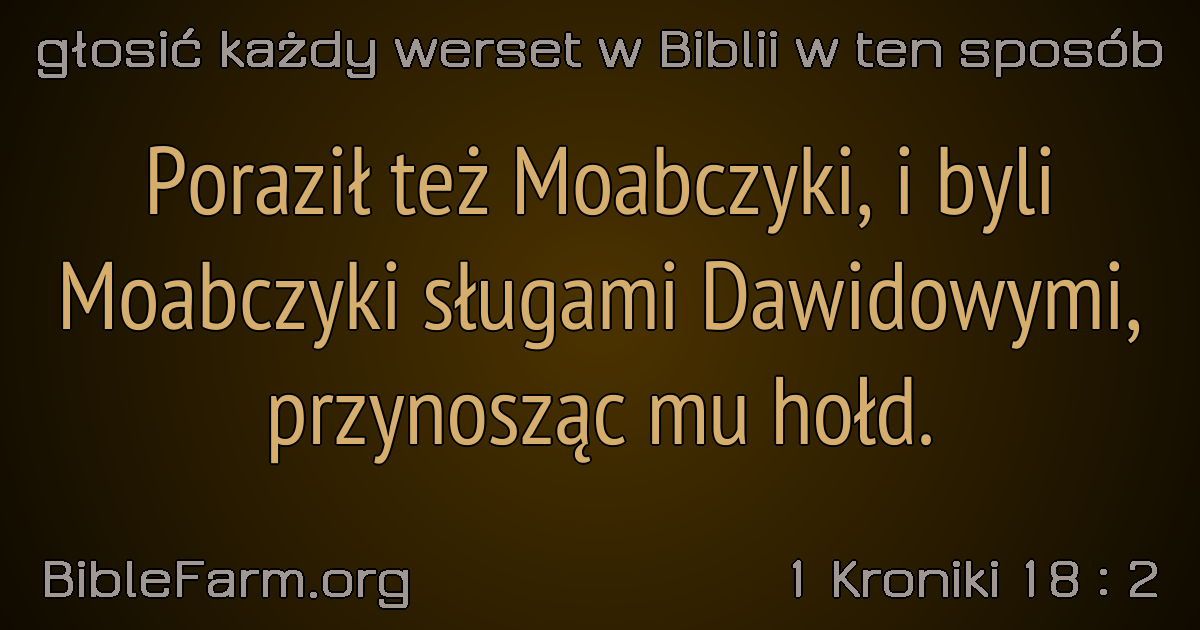 głosić każdy werset w Biblii w ten sposób
Poraził też Moabczyki, i byli
Moabczyki sługami Dawidowymi,
przynosząc mu hołd.
BibleFarm.org
1 Kroniki 18 : 2